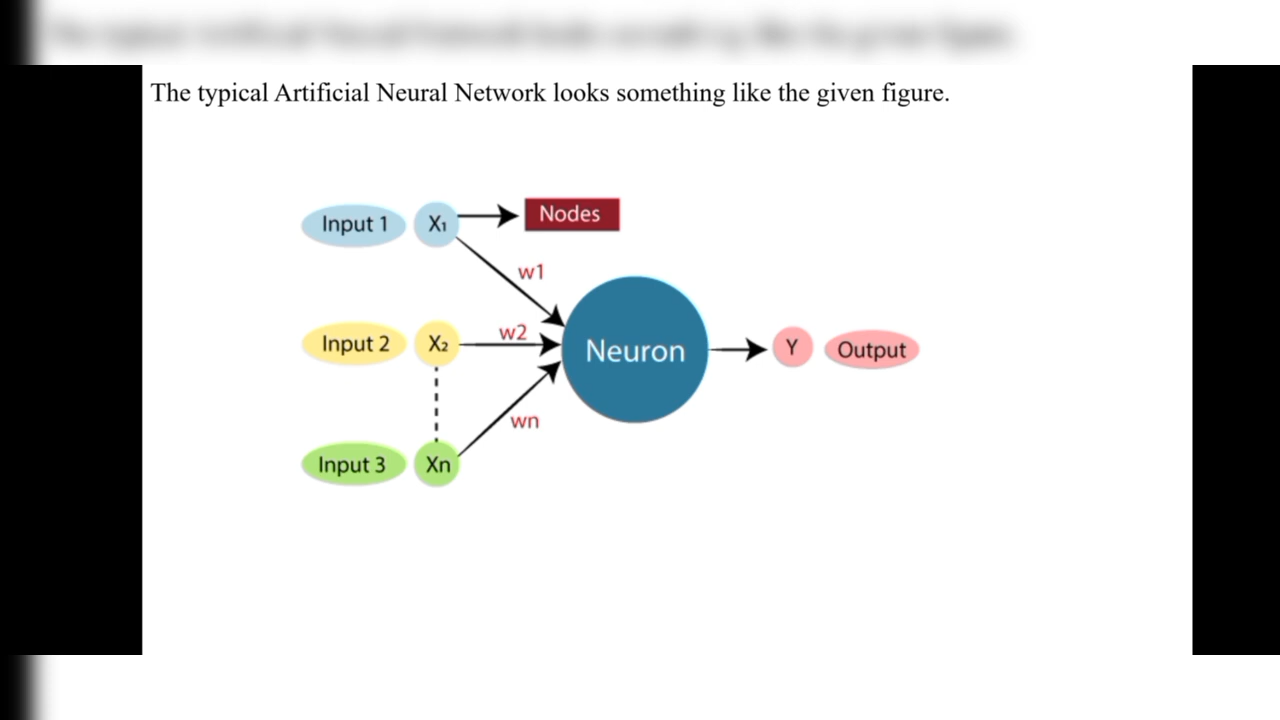 The typical Artificial Neural Network looks something like the given figure.
Input 1 X₁ Nodes
w1
Input 2 X₂ w2 Neuron Y Output
wn
Input 3 Xn